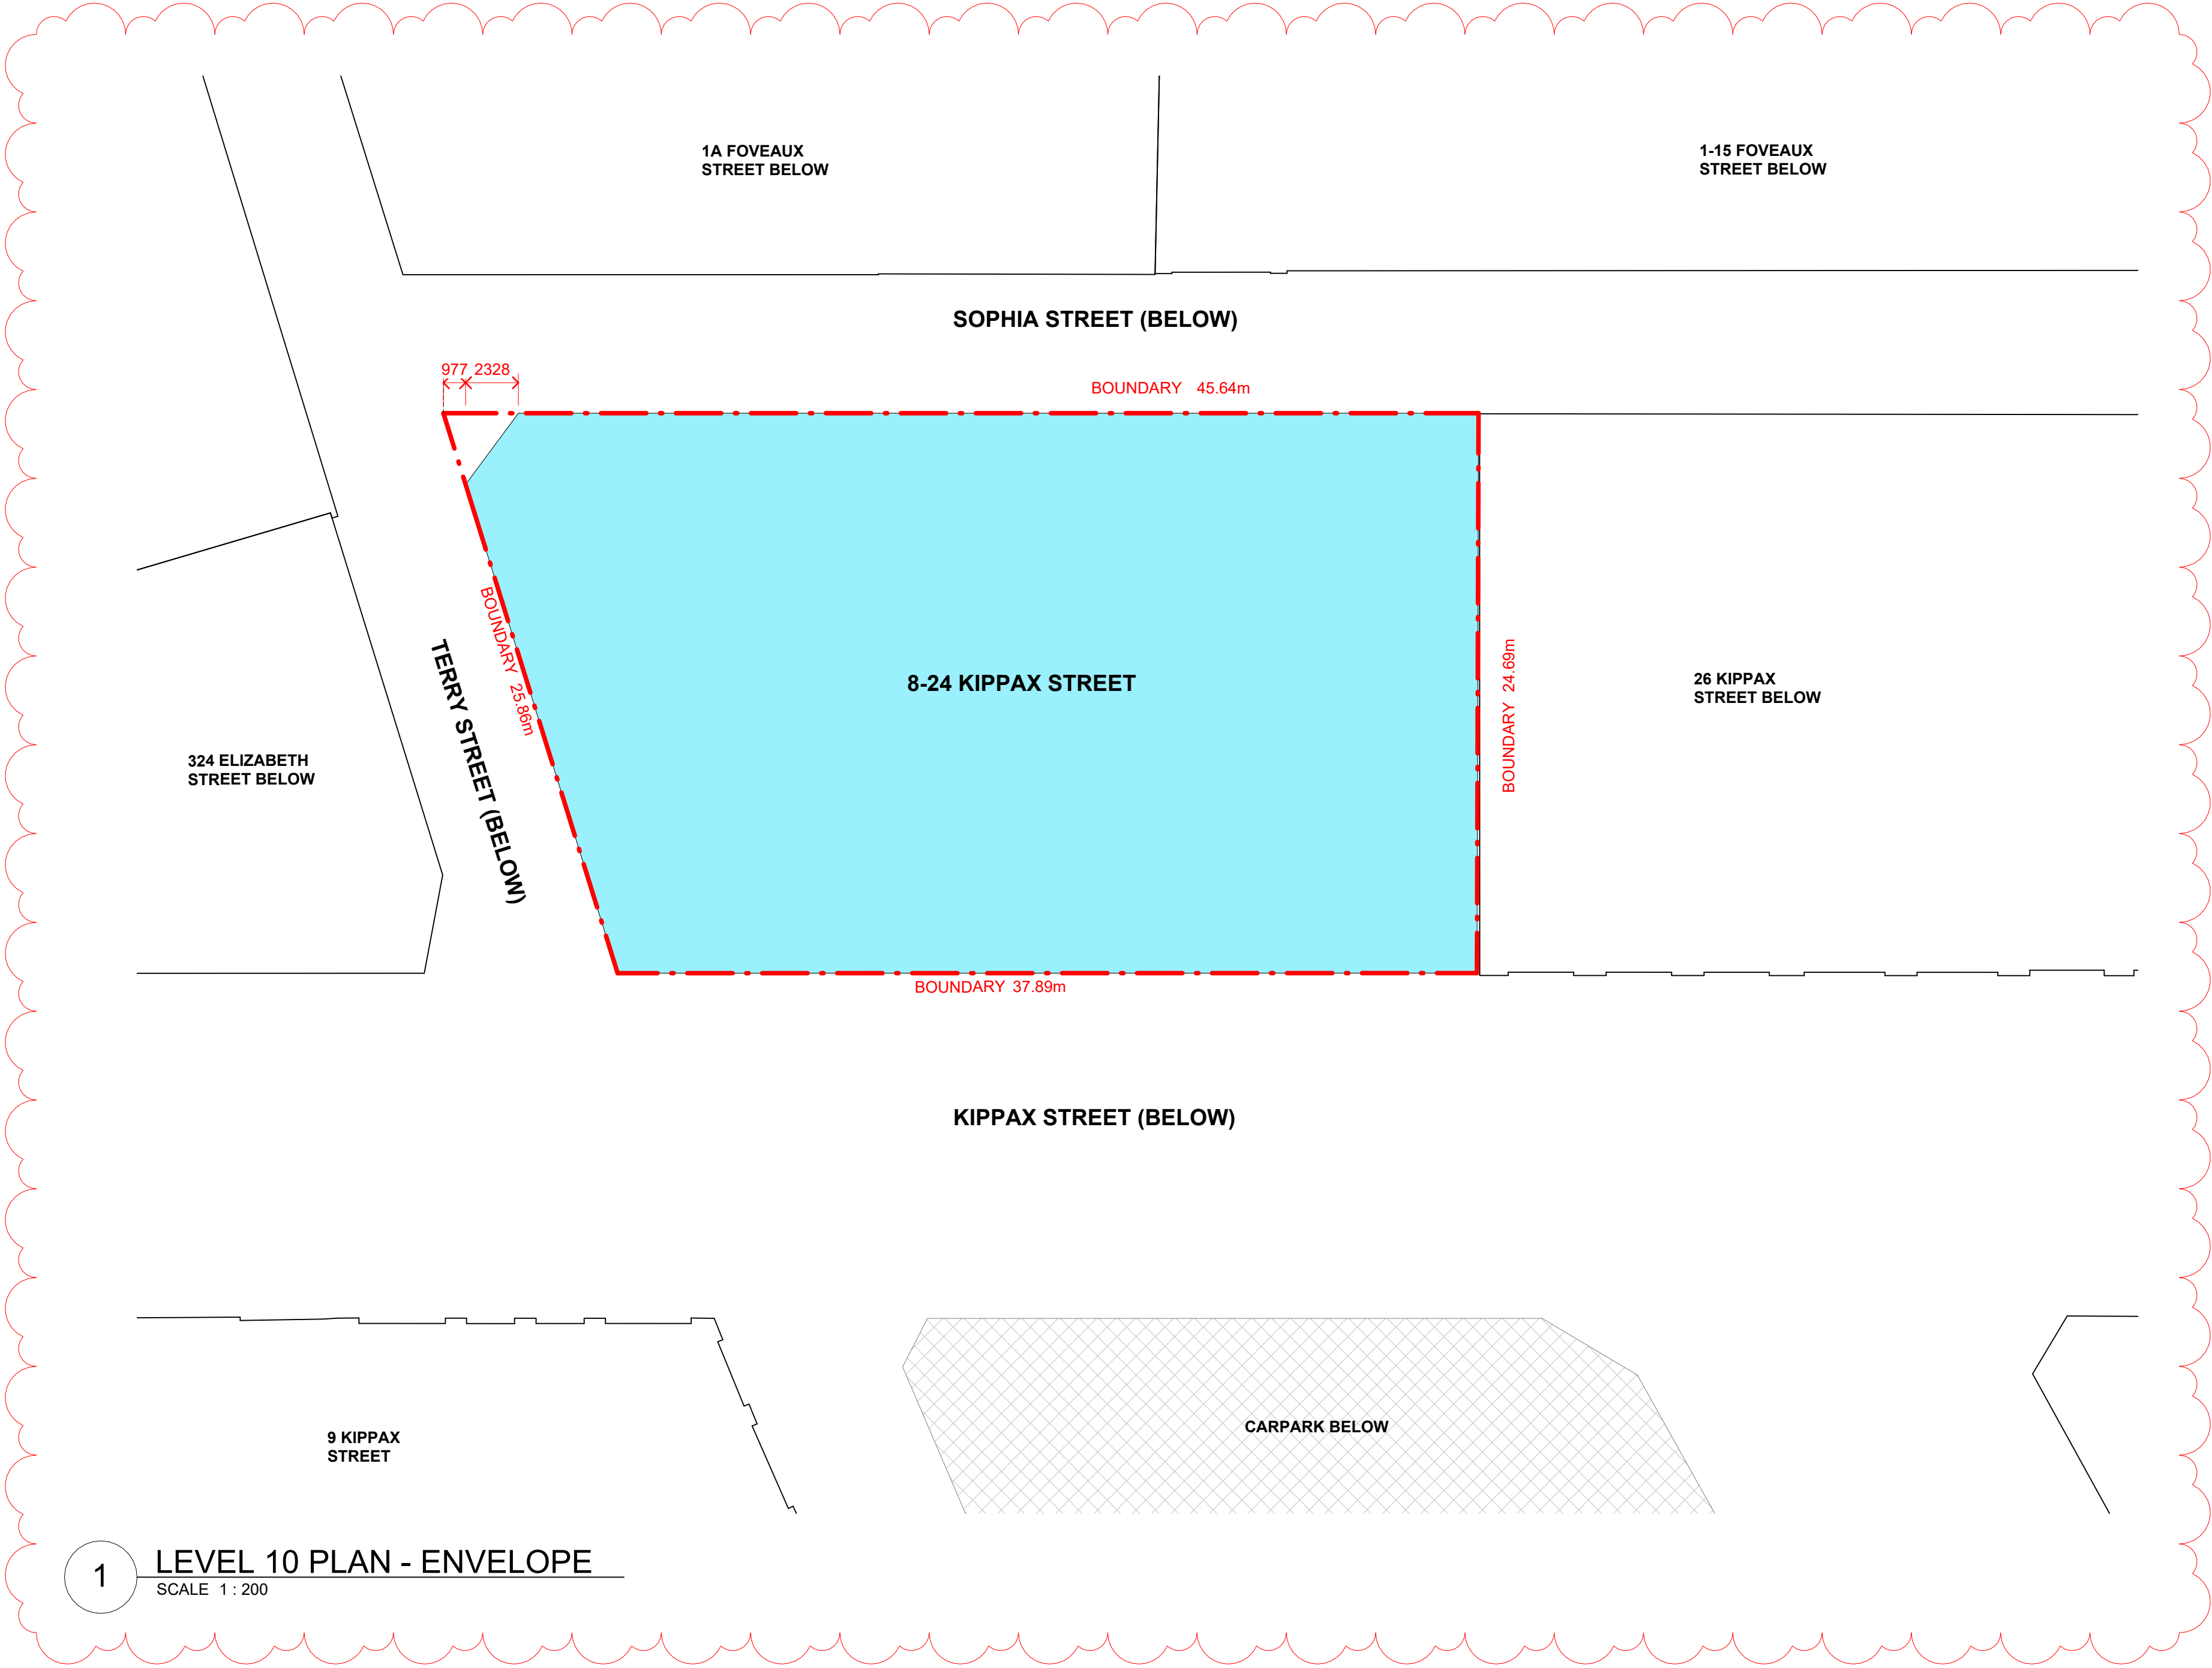 1A FOVEAUX
STREET BELOW
1-15 FOVEAUX
STREET BELOW
SOPHIA STREET (BELOW)
977 2328
BOUNDARY 45.64m
BOUNDARY 25.86m
TERRY STREET (BELOW)
8-24 KIPPAX STREET
BOUNDARY 24.69m
26 KIPPAX
STREET BELOW
324 ELIZABETH
STREET BELOW
BOUNDARY 37.89m
KIPPAX STREET (BELOW)
9 KIPPAX
STREET
CARPARK BELOW
1 LEVEL 10 PLAN - ENVELOPE
SCALE 1 : 200